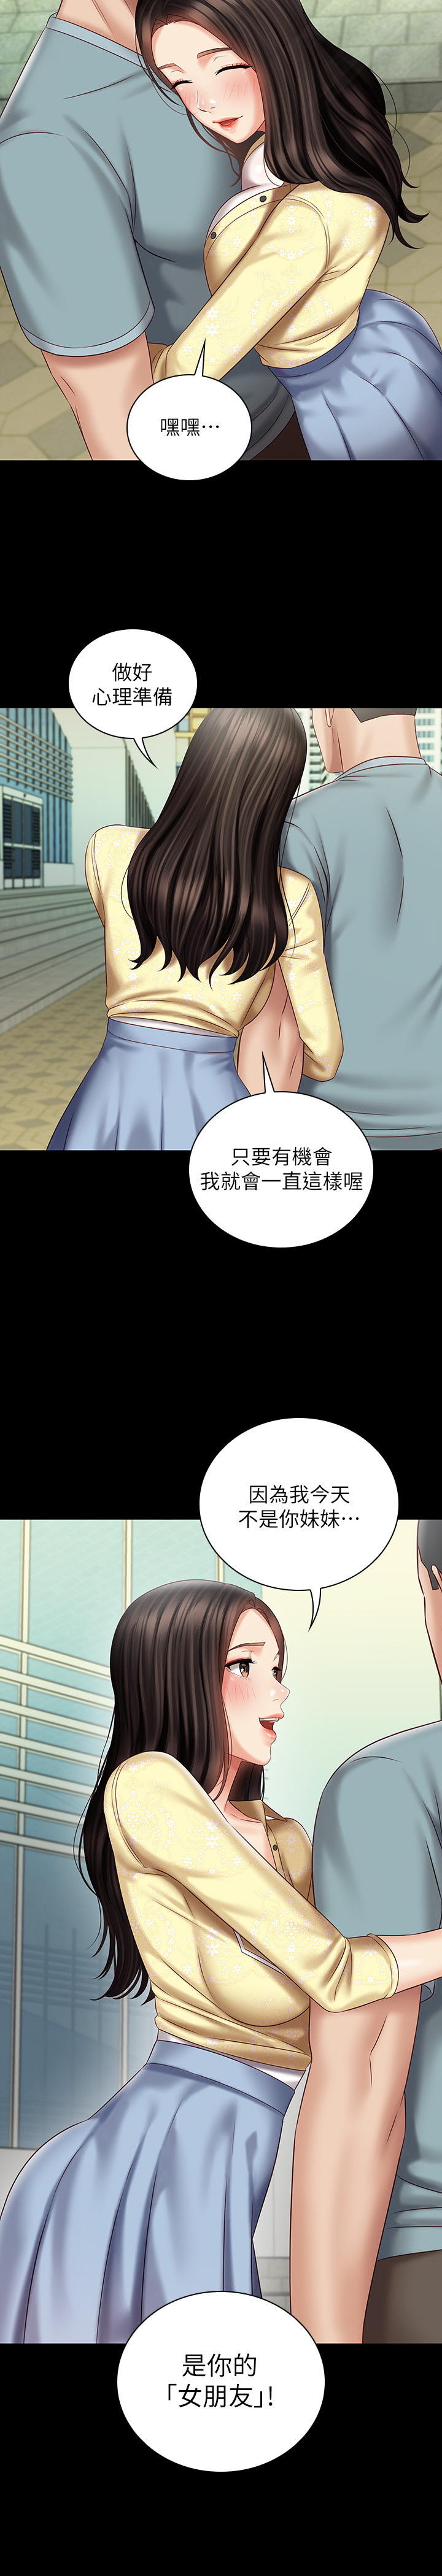 嘿嘿⋯
做好
心理準備
只要有機會
我就會一直這樣喔
因為我今天
不是你妹妹⋯
是你的
「女朋友」!